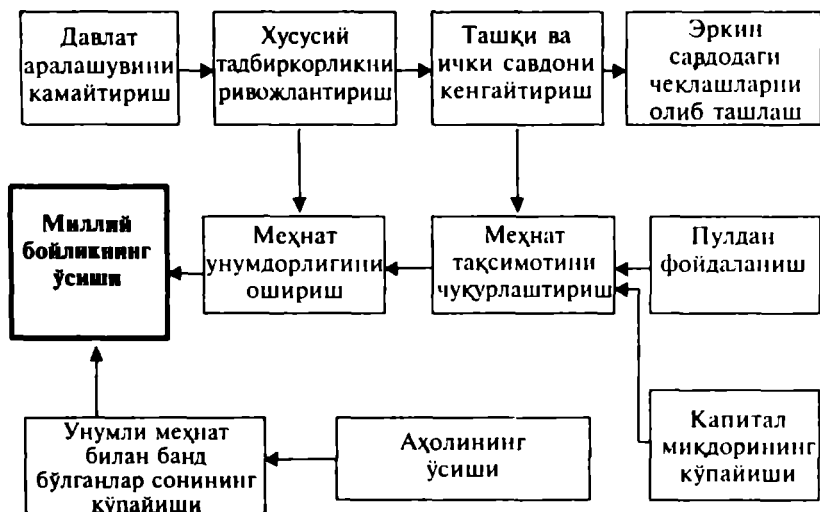 Давлат
аралашувини
камайтириш
Хусусий
тадбиркорликни
ривожлантириш
Ташқи ва
ички савдони
кенгайтириш
Эркин
савдодаги
чеклашларни
олиб ташлаш
Миллий
бойликнинг
ўсиши
Меҳнат
унумдорлигини
ошириш
Меҳнат
тақсимотини
чуқурлаштириш
Пулдан
фойдаланиш
Унумли меҳнат
билан банд
бўлганлар сонининг
кўпайиши
Аҳолининг
ўсиши
Капитал
миқдорининг
кўпайиши